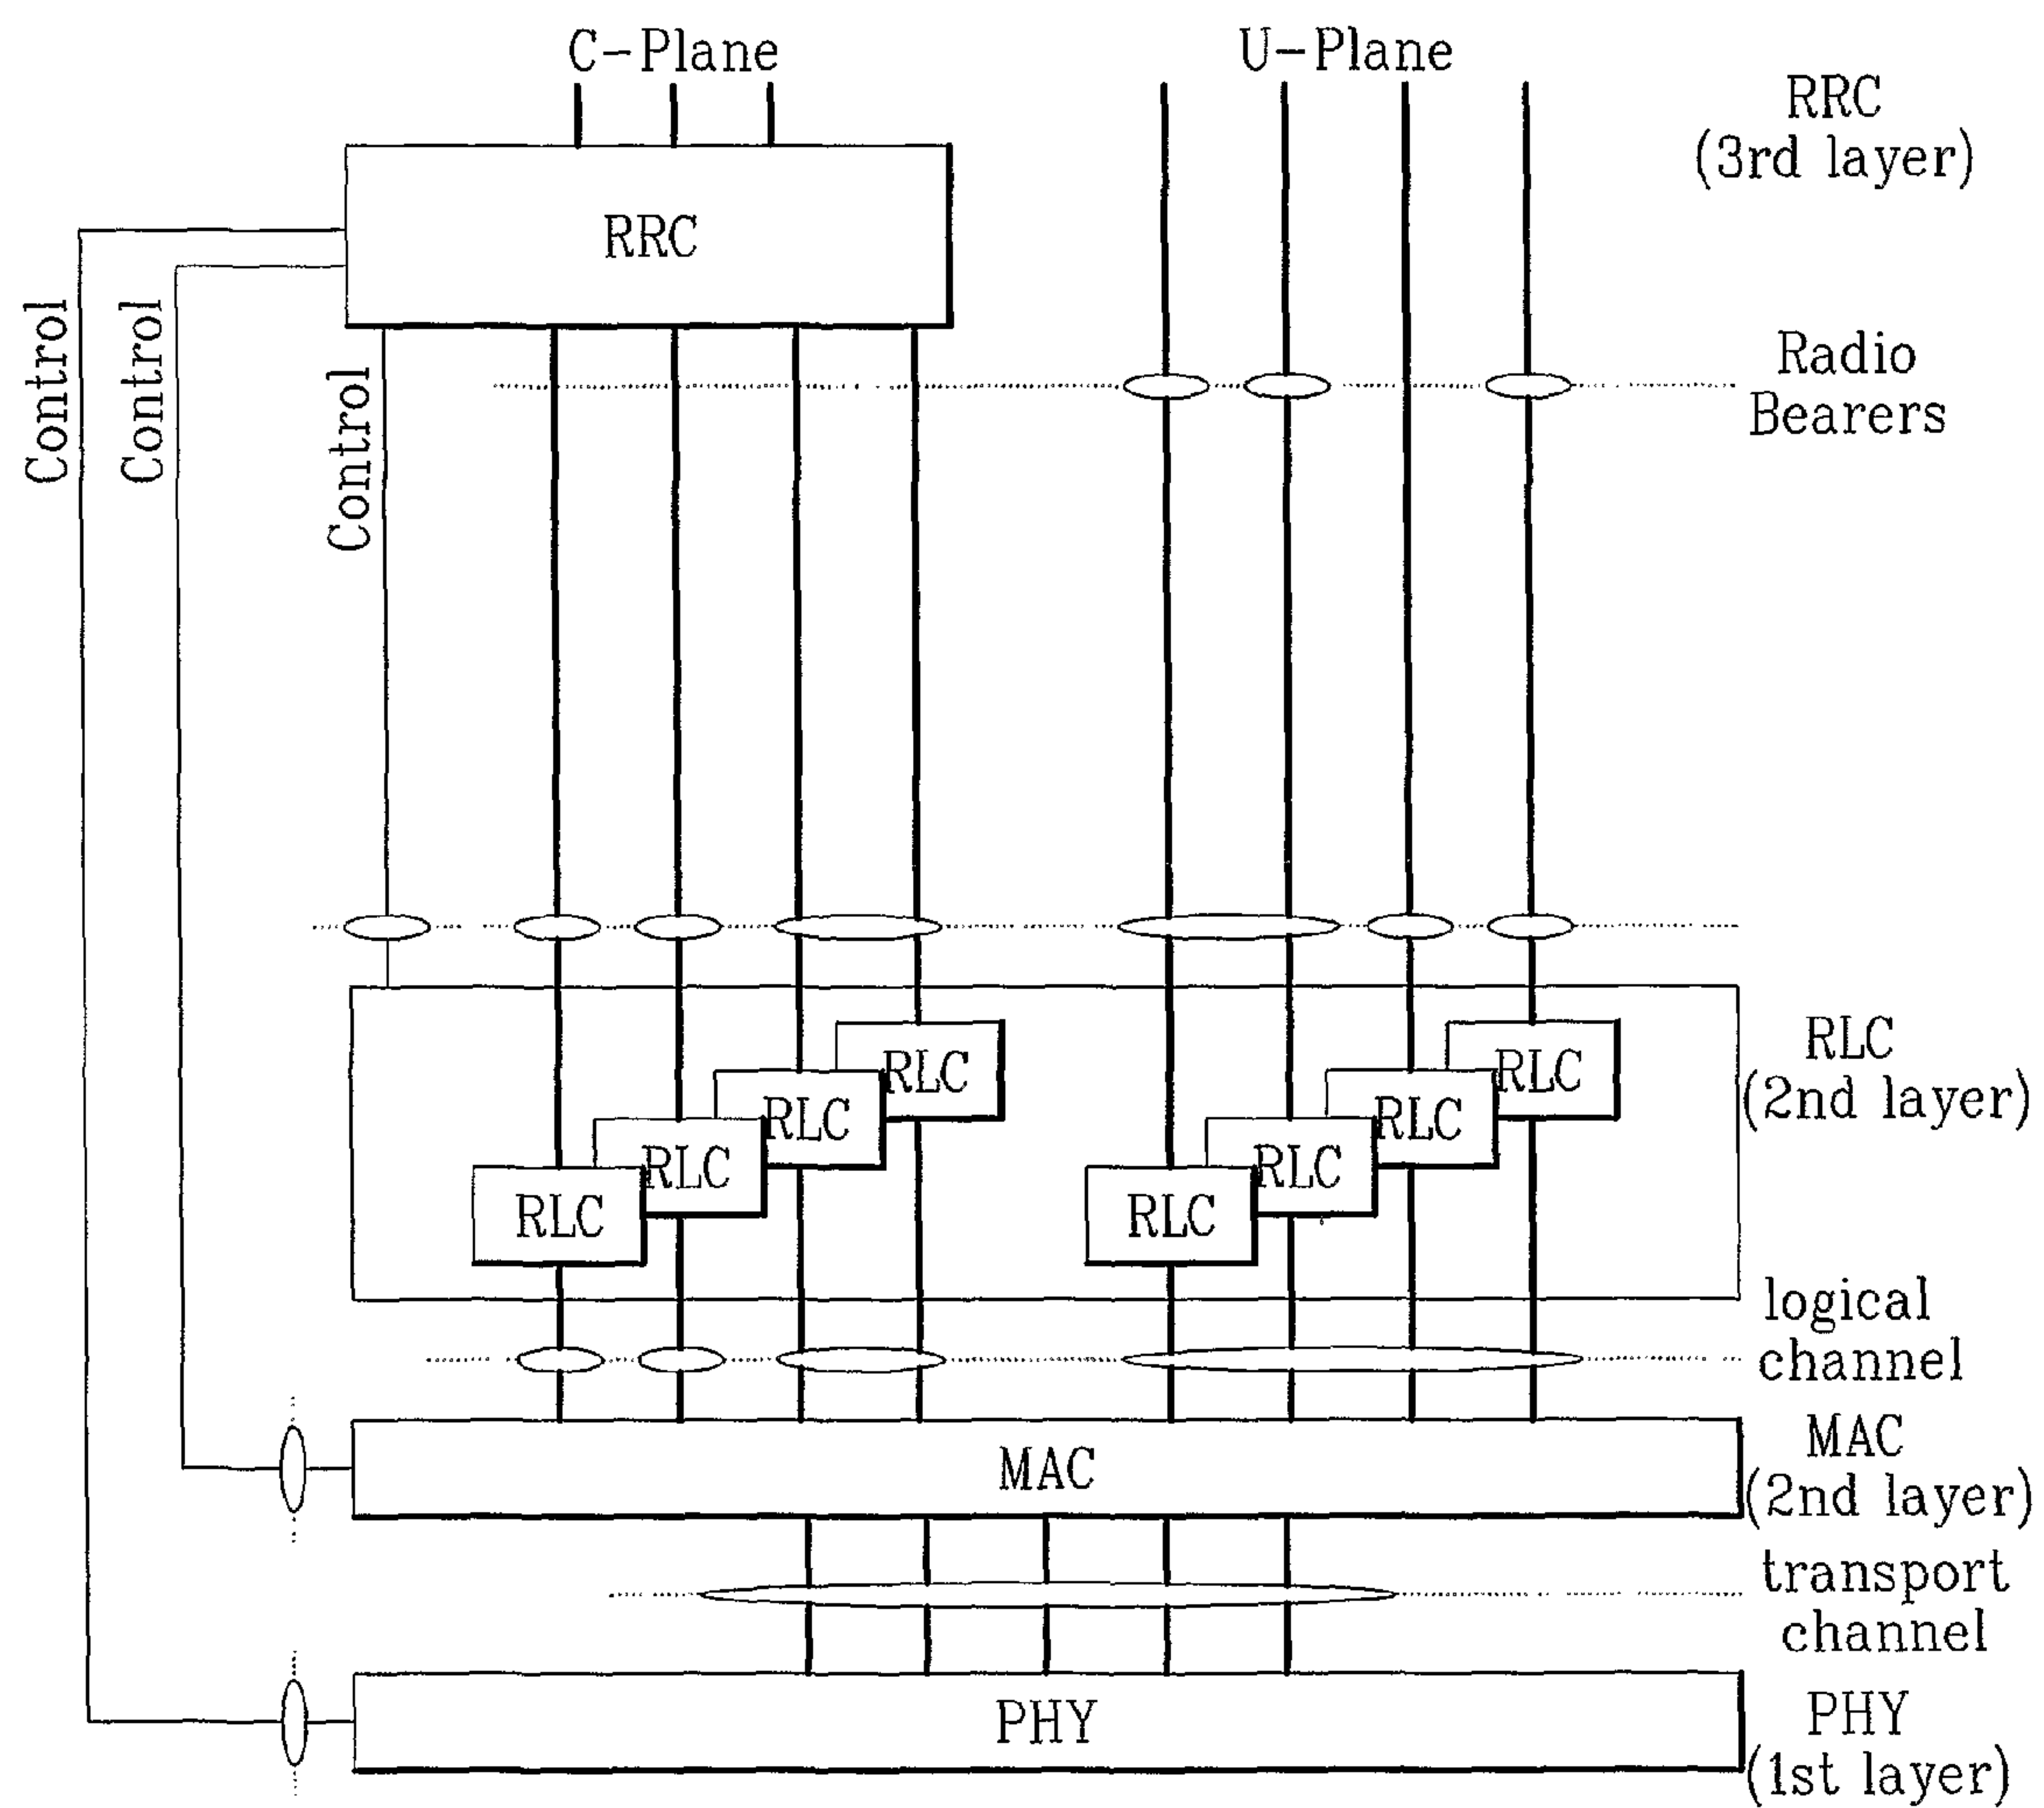 C-Plane
U-Plane
RRC
(3rd layer)
RRC
Control
Control
Control
Radio
Bearers
RLC
RLC
RLC
RLC
RLC
RLC
RLC
RLC
RLC
(2nd layer)
logical
channel
MAC
MAC
(2nd layer)
transport
channel
PHY
PHY
(1st layer)